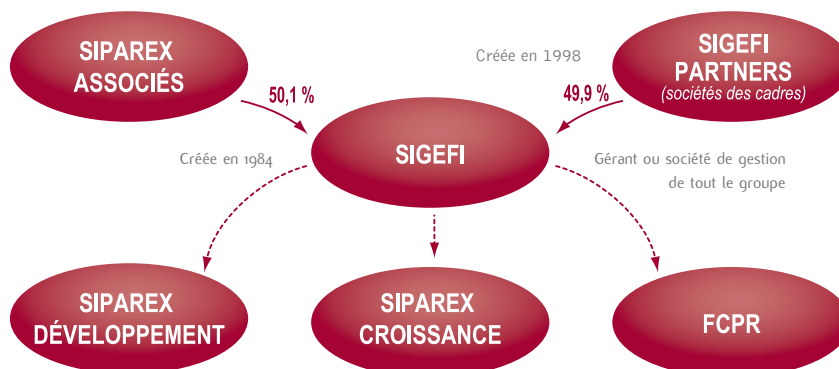 SIPAREX
ASSOCIÉS
Créée en 1998
SIGEFI
PARTNERS
(sociétés des cadres)
50,1 %
49,9 %
SIGEFI
Créée en 1984
Gérant ou société de gestion
de tout le groupe
SIPAREX
DÉVELOPPEMENT
SIPAREX
CROISSANCE
FCPR